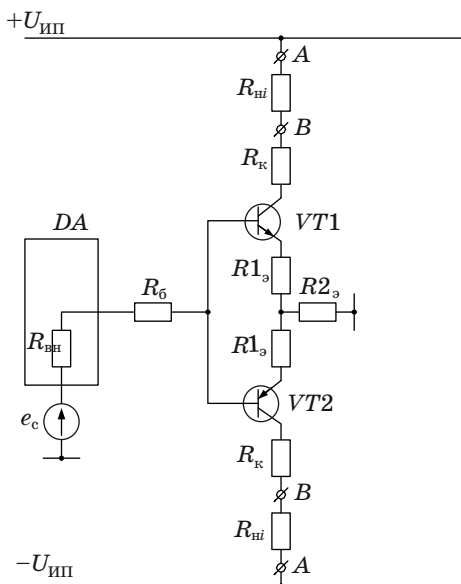 +U_ИП
A
R_нi
B
R_к
VT1
DA
R1_э
R_б
R2_э
R_вн
R1_э
VT2
e_с
R_к
B
R_нi
−U_ИП
A